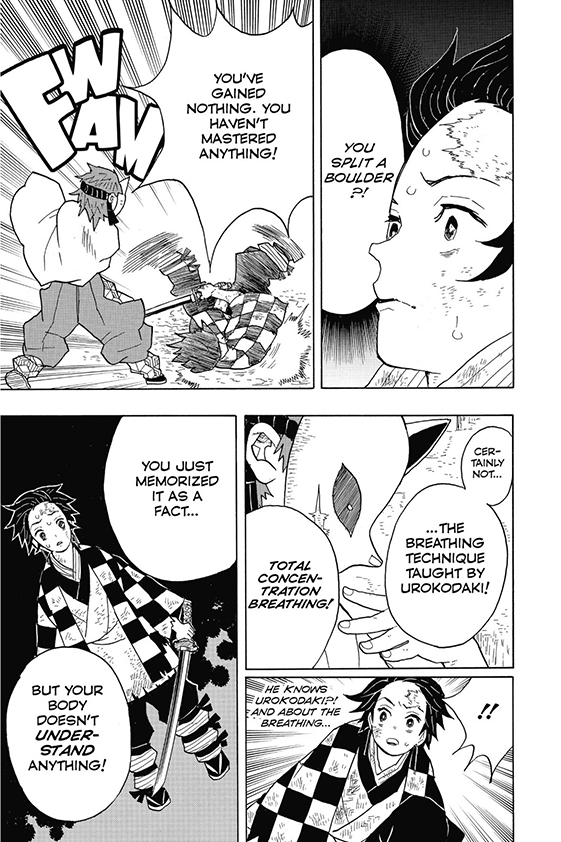 YOU
SPLIT A
BOULDER
?!
YOU'VE
GAINED
NOTHING. YOU
HAVEN'T
MASTERED
ANYTHING!
FWAM
CER-
TAINLY
NOT...
...THE
BREATHING
TECHNIQUE
TAUGHT BY
UROKODAKI!
TOTAL
CONCEN-
TRATION
BREATHING!
!!
HE KNOWS
UROKODAKI?!
AND ABOUT THE
BREATHING...
YOU JUST
MEMORIZED
IT AS A
FACT...
BUT YOUR
BODY
DOESN'T
UNDER-
STAND
ANYTHING!